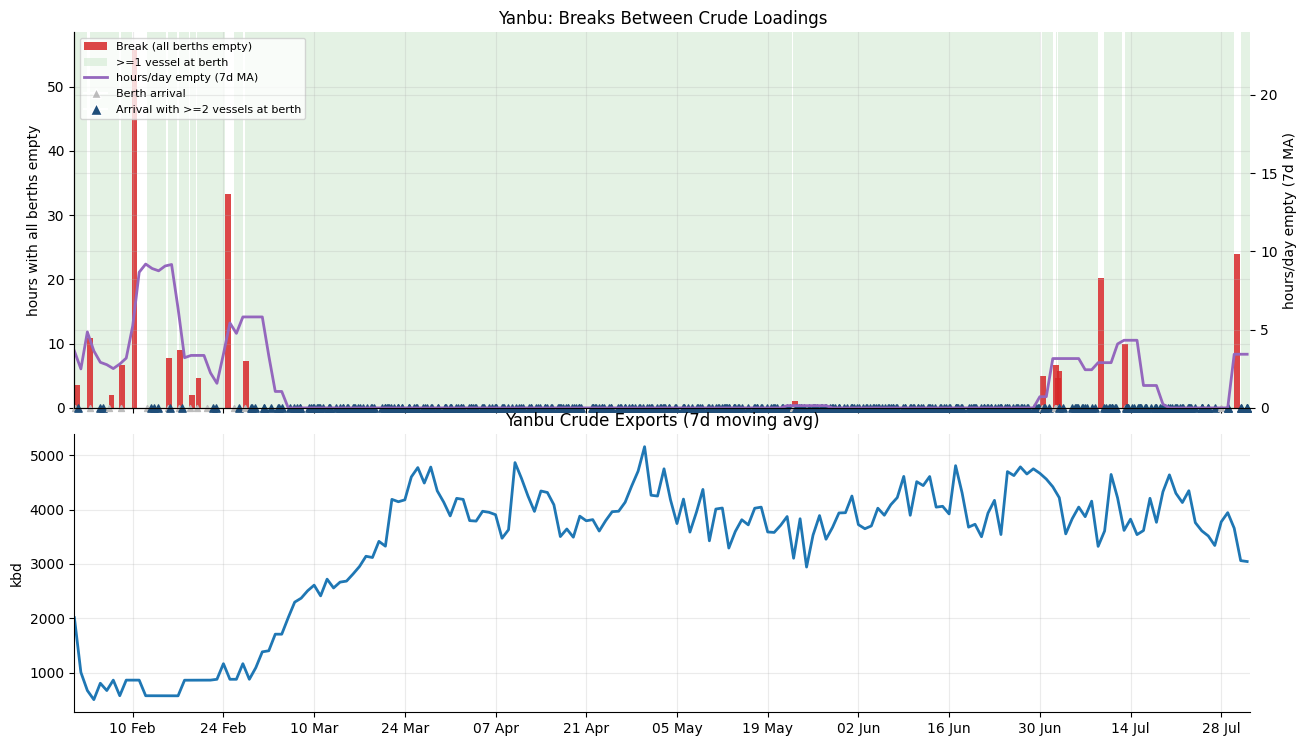 Yanbu: Breaks Between Crude Loadings
Break (all berths empty)
>=1 vessel at berth
hours/day empty (7d MA)
Berth arrival
Arrival with >=2 vessels at berth
hours with all berths empty
50
40
30
20
10
0
20
15
10
5
0
hours/day empty (7d MA)
Yanbu Crude Exports (7d moving avg)
kbd
5000
4000
3000
2000
1000
10 Feb
24 Feb
10 Mar
24 Mar
07 Apr
21 Apr
05 May
19 May
02 Jun
16 Jun
30 Jun
14 Jul
28 Jul